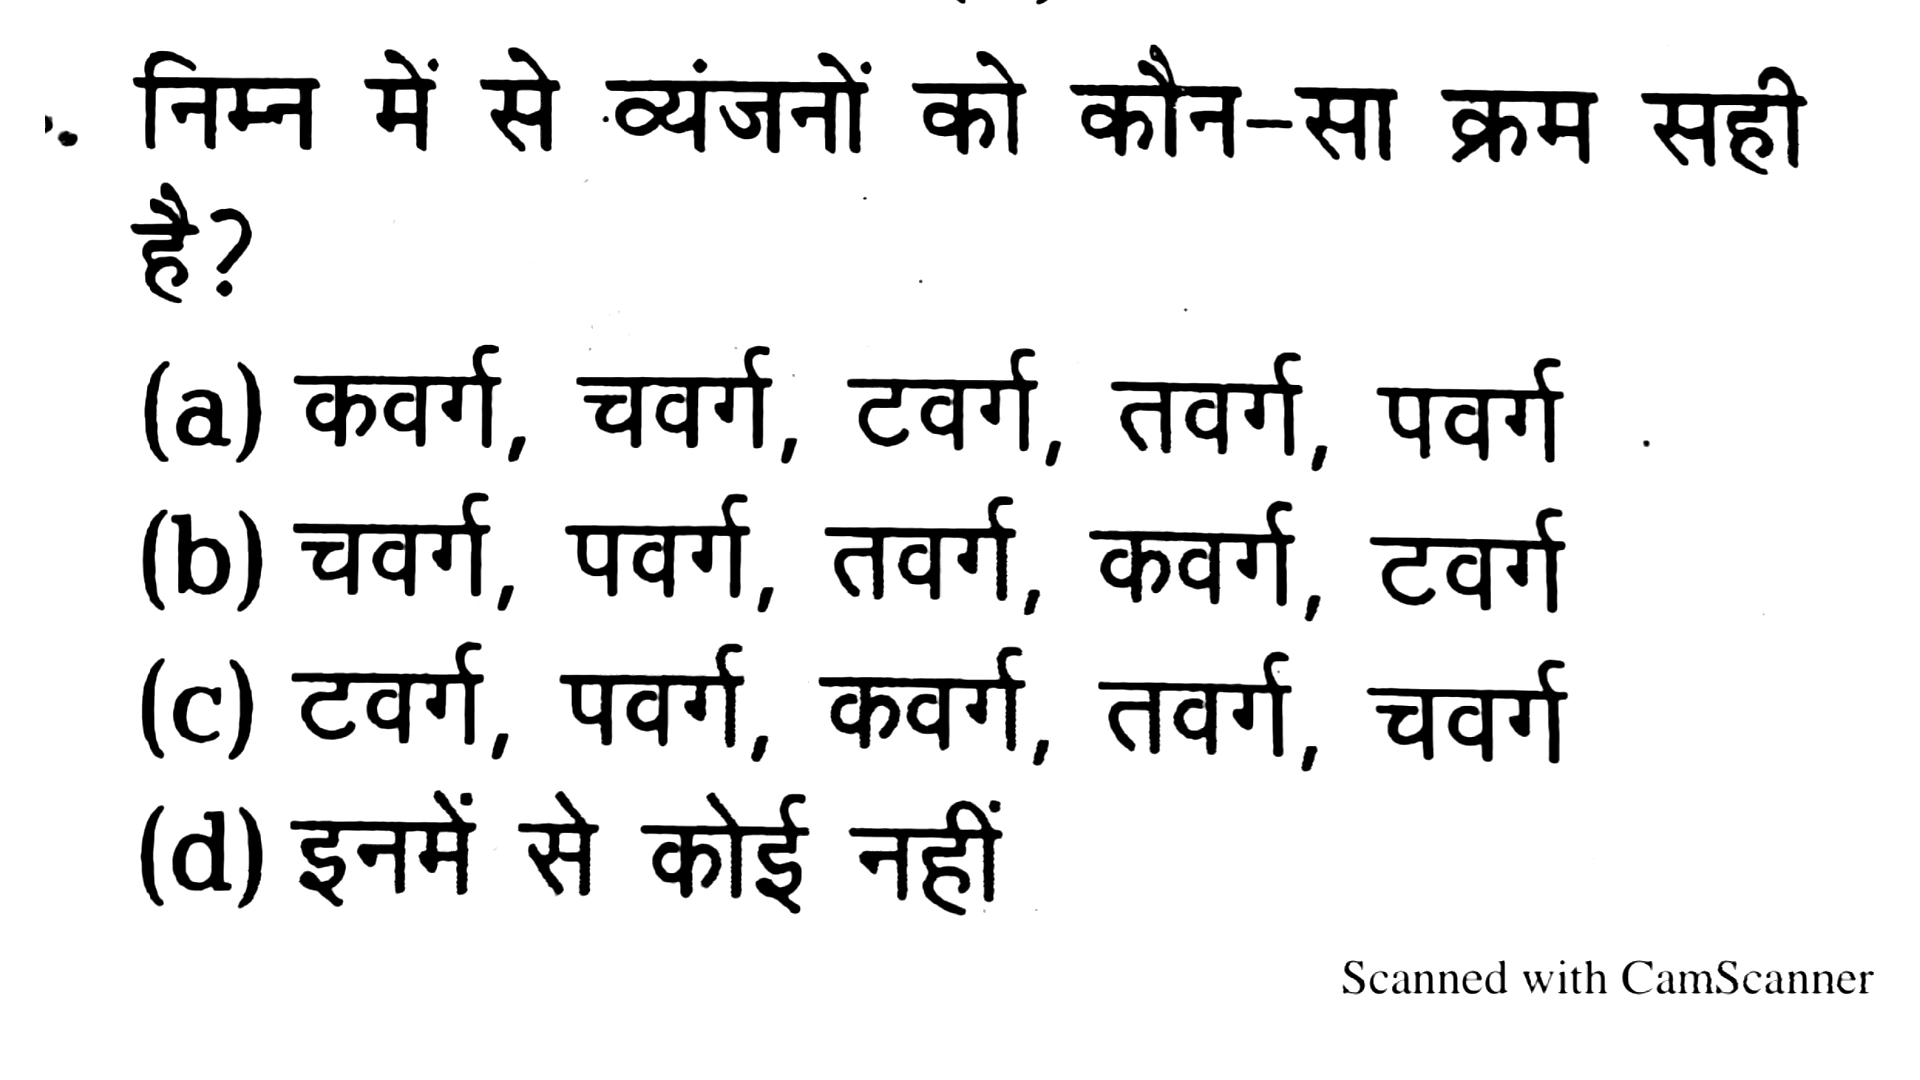 निम्न में से व्यंजनों को कौन-सा क्रम सही
है?
(a) कवर्ग, चवर्ग, टवर्ग, तवर्ग, पवर्ग
(b) चवर्ग, पवर्ग, तवर्ग, कवर्ग, टवर्ग
(c) टवर्ग, पवर्ग, कवर्ग, तवर्ग, चवर्ग
(d) इनमें से कोई नहीं
Scanned with CamScanner